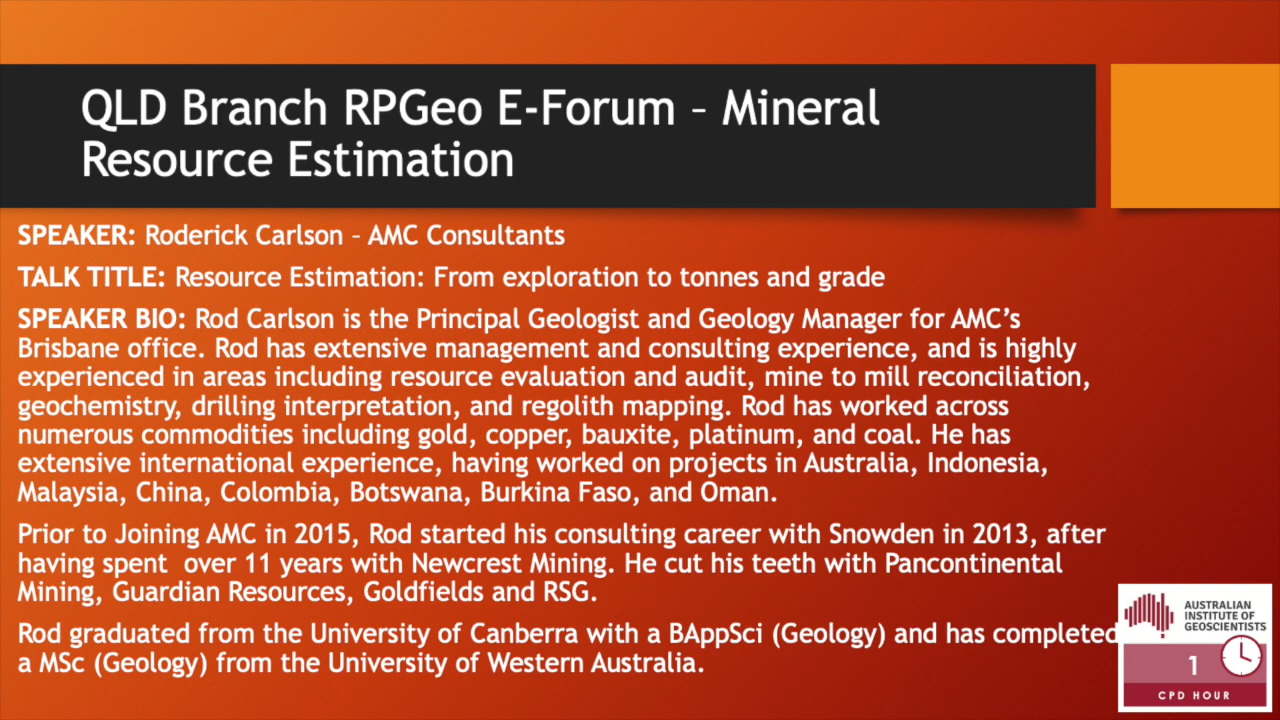 QLD Branch RPGeo E-Forum – Mineral
Resource Estimation
SPEAKER: Roderick Carlson – AMC Consultants
TALK TITLE: Resource Estimation: From exploration to tonnes and grade
SPEAKER BIO: Rod Carlson is the Principal Geologist and Geology Manager for AMC’s
Brisbane office. Rod has extensive management and consulting experience, and is highly
experienced in areas including resource evaluation and audit, mine to mill reconciliation,
geochemistry, drilling interpretation, and regolith mapping. Rod has worked across
numerous commodities including gold, copper, bauxite, platinum, and coal. He has
extensive international experience, having worked on projects in Australia, Indonesia,
Malaysia, China, Colombia, Botswana, Burkina Faso, and Oman.
Prior to Joining AMC in 2015, Rod started his consulting career with Snowden in 2013, after
having spent  over 11 years with Newcrest Mining. He cut his teeth with Pancontinental
Mining, Guardian Resources, Goldfields and RSG.
Rod graduated from the University of Canberra with a BAppSci (Geology) and has completed
a MSc (Geology) from the University of Western Australia.
AUSTRALIAN
INSTITUTE OF
GEOSCIENTISTS
1
CPD HOUR